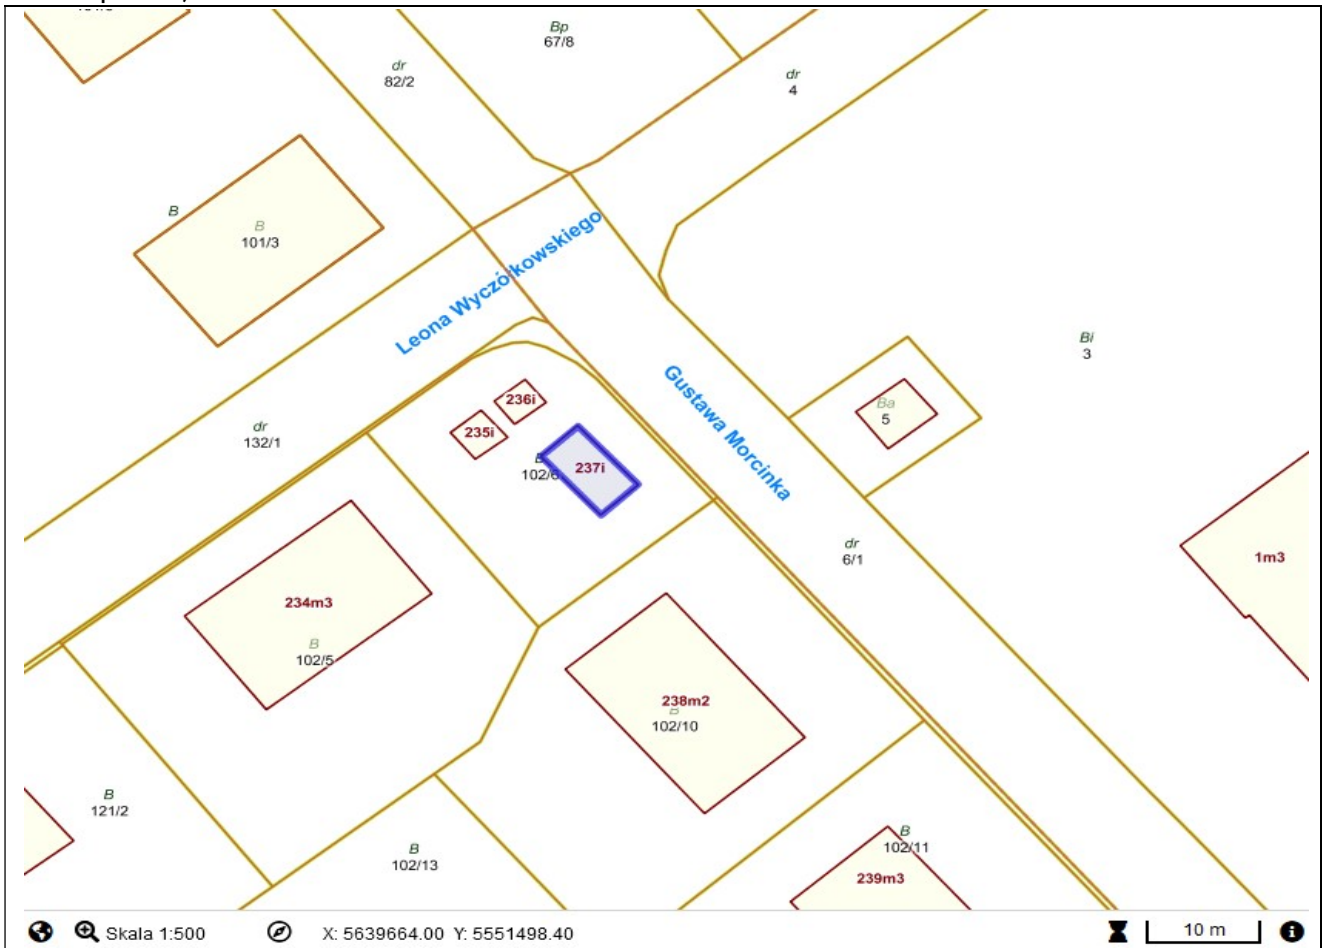 Bp
67/8
dr
82/2
dr
4
B
B
101/3
Leona Wyczółkowskiego
Bi
3
Gustawa Morcinka
236i
235i
Ba
5
dr
132/1
237i
102/6
dr
6/1
1m3
234m3
B
102/5
238m2
B
102/10
B
121/2
B
102/11
B
102/13
239m3
Skala 1:500 X: 5639664.00 Y: 5551498.40 10 m